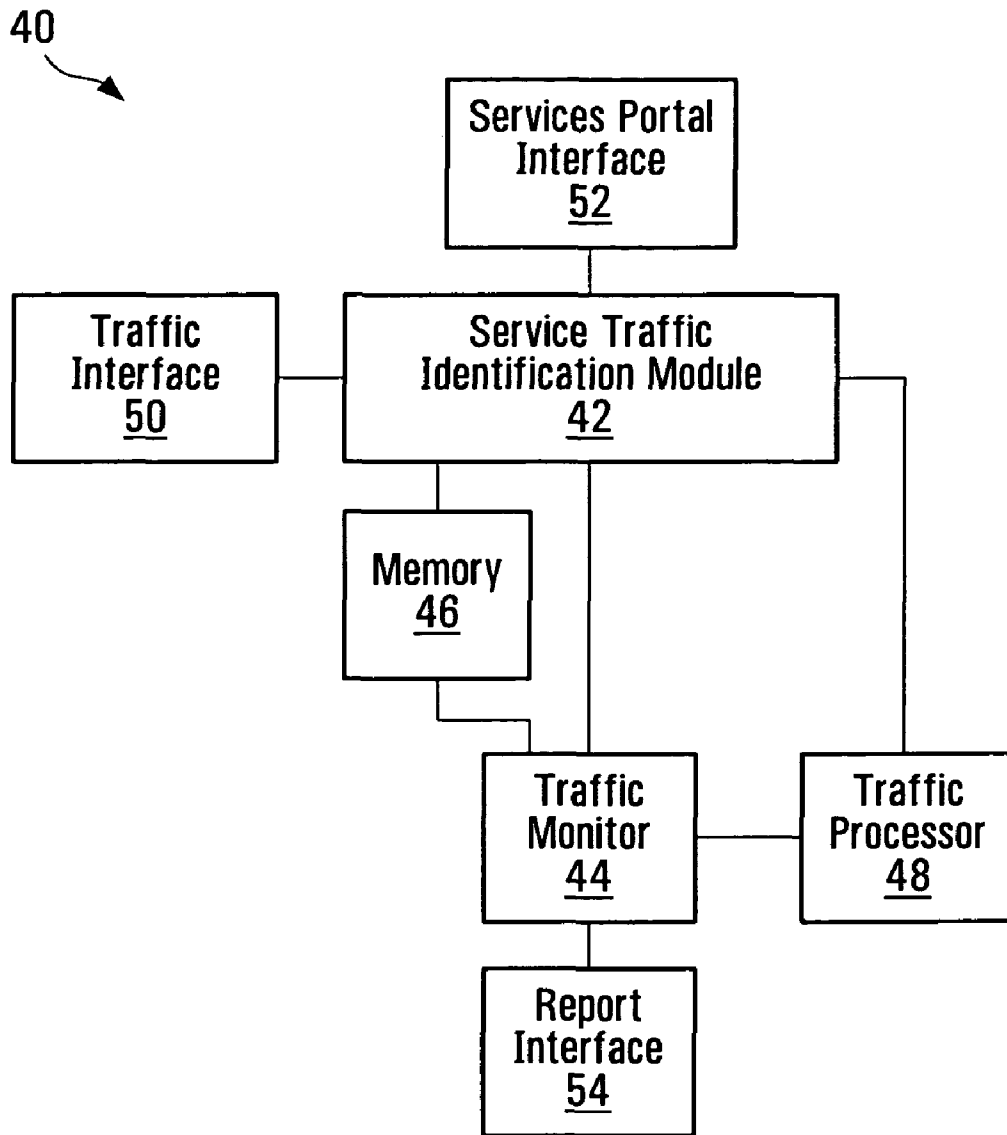 40
Services Portal
Interface
52
Traffic
Interface
50
Service Traffic
Identification Module
42
Memory
46
Traffic
Monitor
44
Traffic
Processor
48
Report
Interface
54